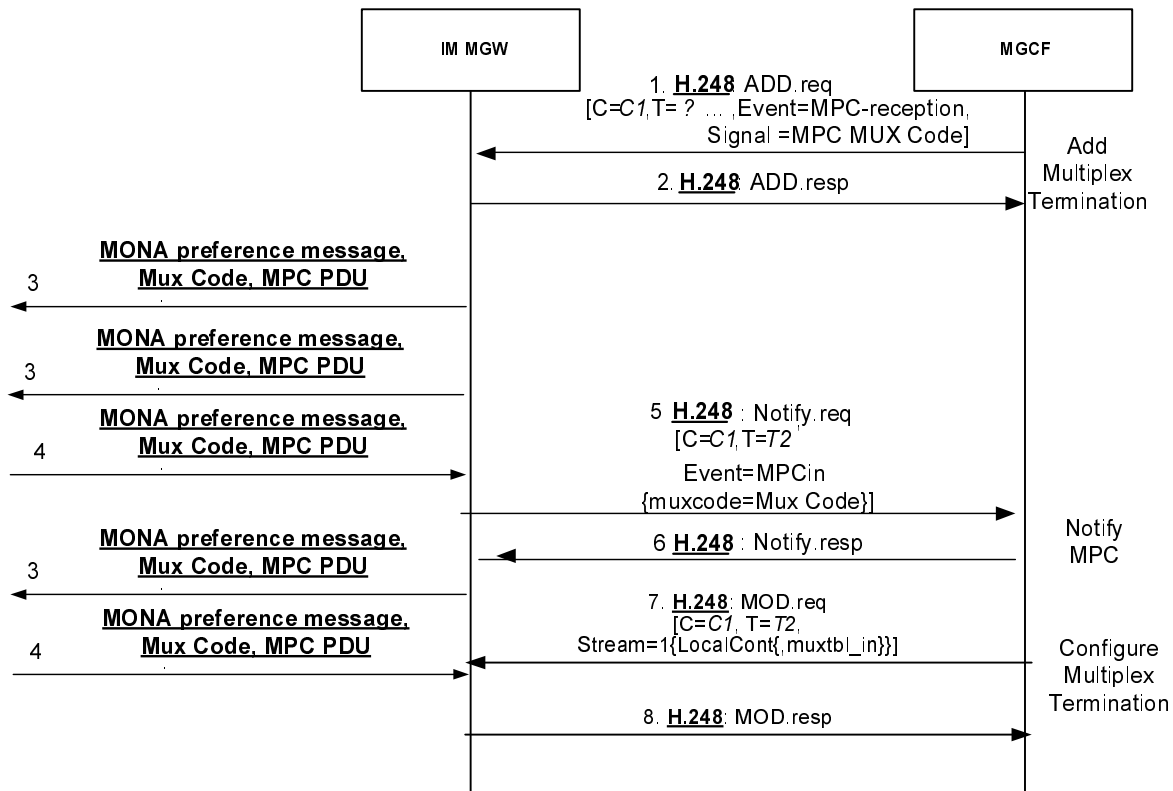 IM MGW
MGCF
1. H.248: ADD.req
[C=C1,T= ? ... ,Event=MPC-reception,
Signal =MPC MUX Code]
Add
Multiplex
Termination
2. H.248: ADD.resp
MONA preference message,
Mux Code, MPC PDU
3
MONA preference message,
Mux Code, MPC PDU
3
MONA preference message,
Mux Code, MPC PDU
4
5 H.248 : Notify.req
[C=C1,T=T2 ,
Event=MPCin
{muxcode=Mux Code}]
Notify
MPC
MONA preference message,
Mux Code, MPC PDU
3
6 H.248 : Notify.resp
MONA preference message,
Mux Code, MPC PDU
4
7. H.248: MOD.req
[C=C1, T=T2,
Stream=1{LocalCont{,muxtbl_in}}]
Configure
Multiplex
Termination
8. H.248: MOD.resp